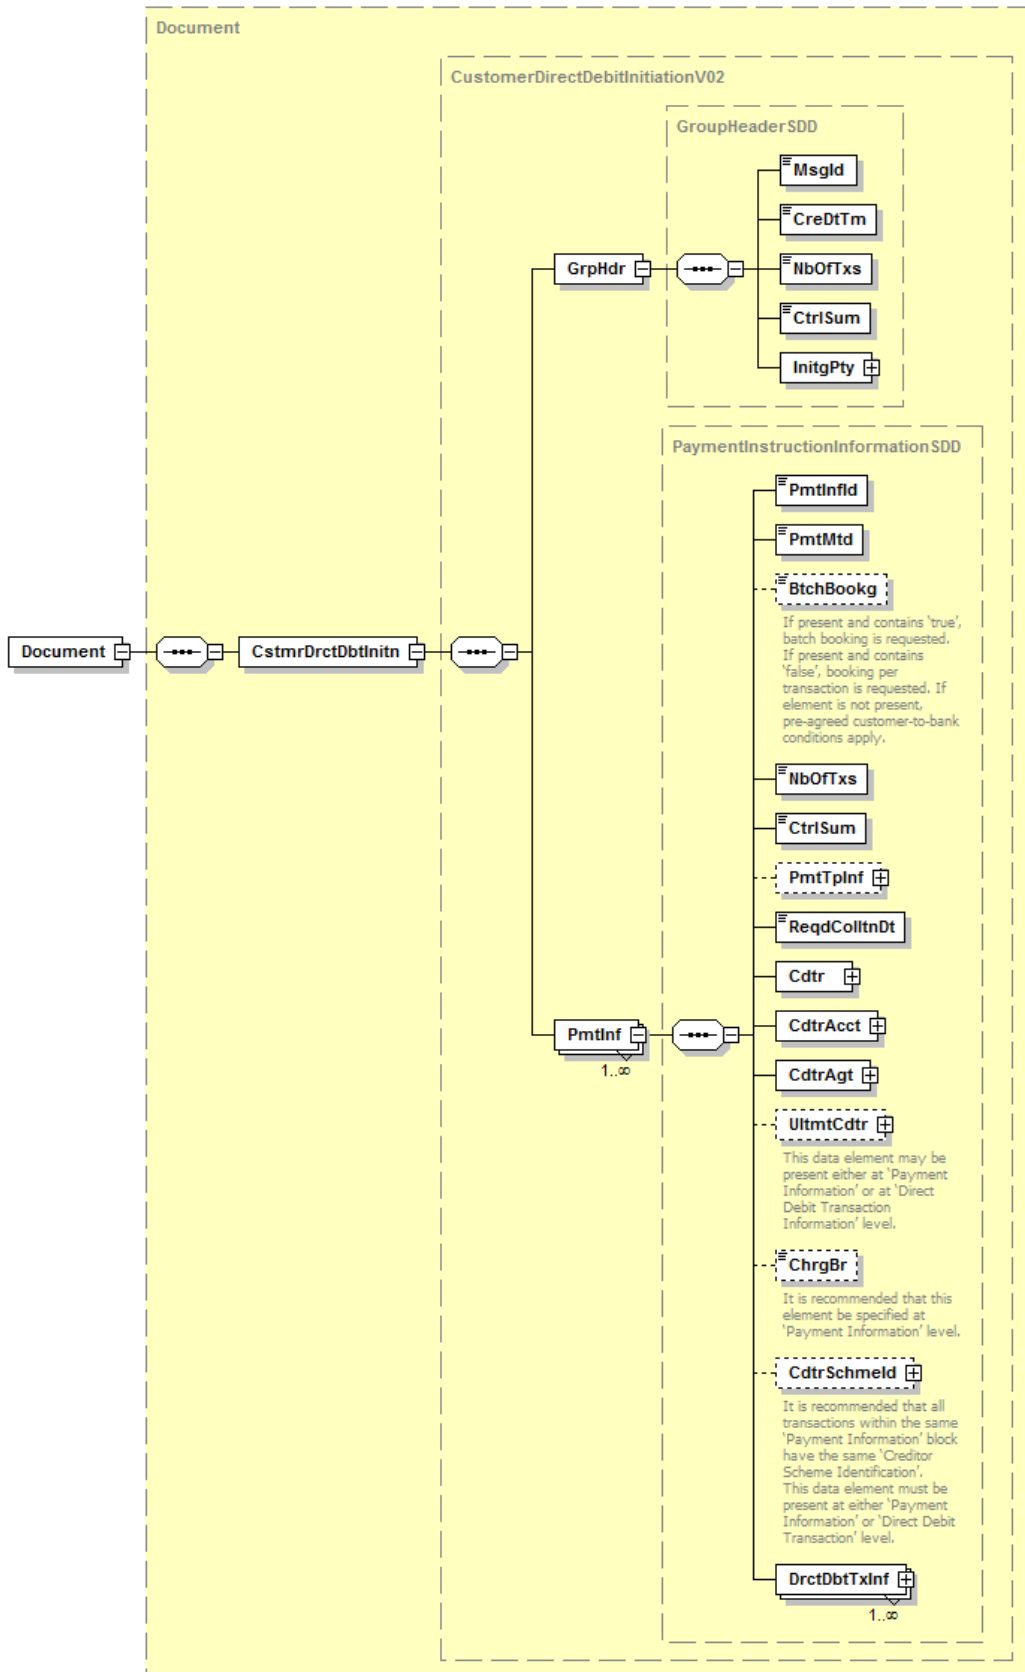 Document
CustomerDirectDebitInitiationV02
GroupHeaderSDD
MsgId
CreDtTm
GrpHdr
NbOfTxs
CtrlSum
InitgPty
PaymentInstructionInformationSDD
PmtInfId
PmtMtd
BtchBookg
If present and contains ‘true’,
batch booking is requested.
If present and contains
‘false’, booking per
transaction is requested. If
element is not present,
pre-agreed customer-to-bank
conditions apply.
Document
CstmrDrctDbtInitn
NbOfTxs
CtrlSum
PmtTpInf
ReqdColltnDt
Cdtr
CdtrAcct
PmtInf
1..∞
CdtrAgt
UltmtCdtr
This data element may be
present either at ‘Payment
Information’ or at ‘Direct
Debit Transaction
Information’ level.
ChrgBr
It is recommended that this
element be specified at
‘Payment Information’ level.
CdtrSchmeId
It is recommended that all
transactions within the same
‘Payment Information’ block
have the same ‘Creditor
Scheme Identification’.
This data element must be
present at either ‘Payment
Information’ or ‘Direct Debit
Transaction’ level.
DrctDbtTxInf
1..∞